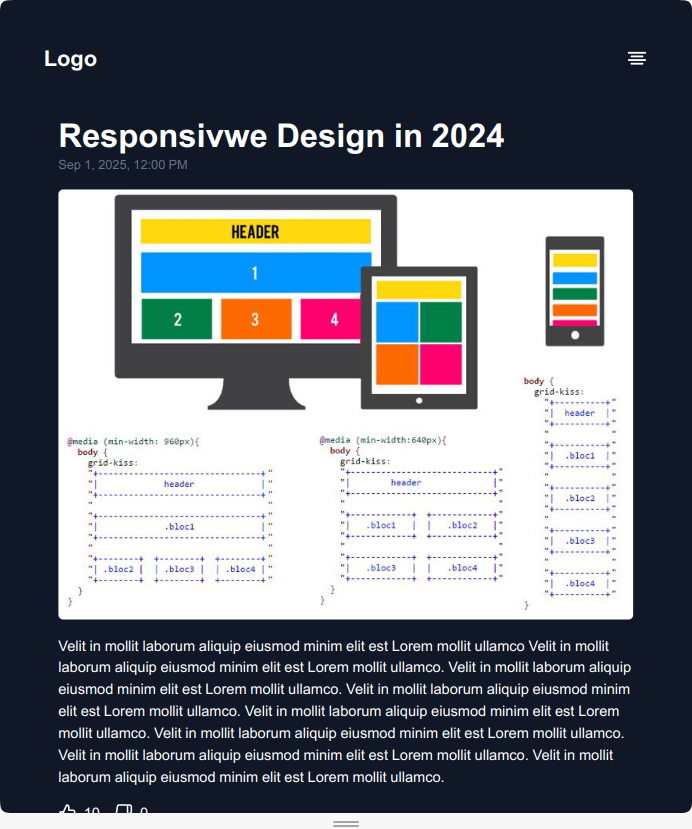 Logo
Responsivwe Design in 2024
Sep 1, 2025, 12:00 PM
HEADER
1
2 3 4
@media (min-width: 960px){
body {
grid-kiss:
"+-----------------------------------+"
"| header |"
"+-----------------------------------+"
" "
"+-----------------------------------+"
"| .bloc1 |"
"+-----------------------------------+"
" "
"+--------+ +--------+ +--------+"
"| .bloc2 | | .bloc3 | | .bloc4 |"
"+--------+ +--------+ +--------+"
}
}
@media (min-width:640px){
body {
grid-kiss:
"+-----------------------------+"
"| header |"
"+-----------------------------+"
" "
"+------------+ +------------+"
"| .bloc1 | | .bloc2 |"
"+------------+ +------------+"
" "
"+------------+ +------------+"
"| .bloc3 | | .bloc4 |"
"+------------+ +------------+"
}
}
body {
grid-kiss:
"+----------+"
"| header |"
"+----------+"
" "
"+----------+"
"| .bloc1 |"
"+----------+"
" "
"+----------+"
"| .bloc2 |"
"+----------+"
" "
"+----------+"
"| .bloc3 |"
"+----------+"
" "
"+----------+"
"| .bloc4 |"
"+----------+"
}
Velit in mollit laborum aliquip eiusmod minim elit est Lorem mollit ullamco Velit in mollit
laborum aliquip eiusmod minim elit est Lorem mollit ullamco. Velit in mollit laborum aliquip
eiusmod minim elit est Lorem mollit ullamco. Velit in mollit laborum aliquip eiusmod minim
elit est Lorem mollit ullamco. Velit in mollit laborum aliquip eiusmod minim elit est Lorem
mollit ullamco. Velit in mollit laborum aliquip eiusmod minim elit est Lorem mollit ullamco.
Velit in mollit laborum aliquip eiusmod minim elit est Lorem mollit ullamco. Velit in mollit
laborum aliquip eiusmod minim elit est Lorem mollit ullamco.
10 0